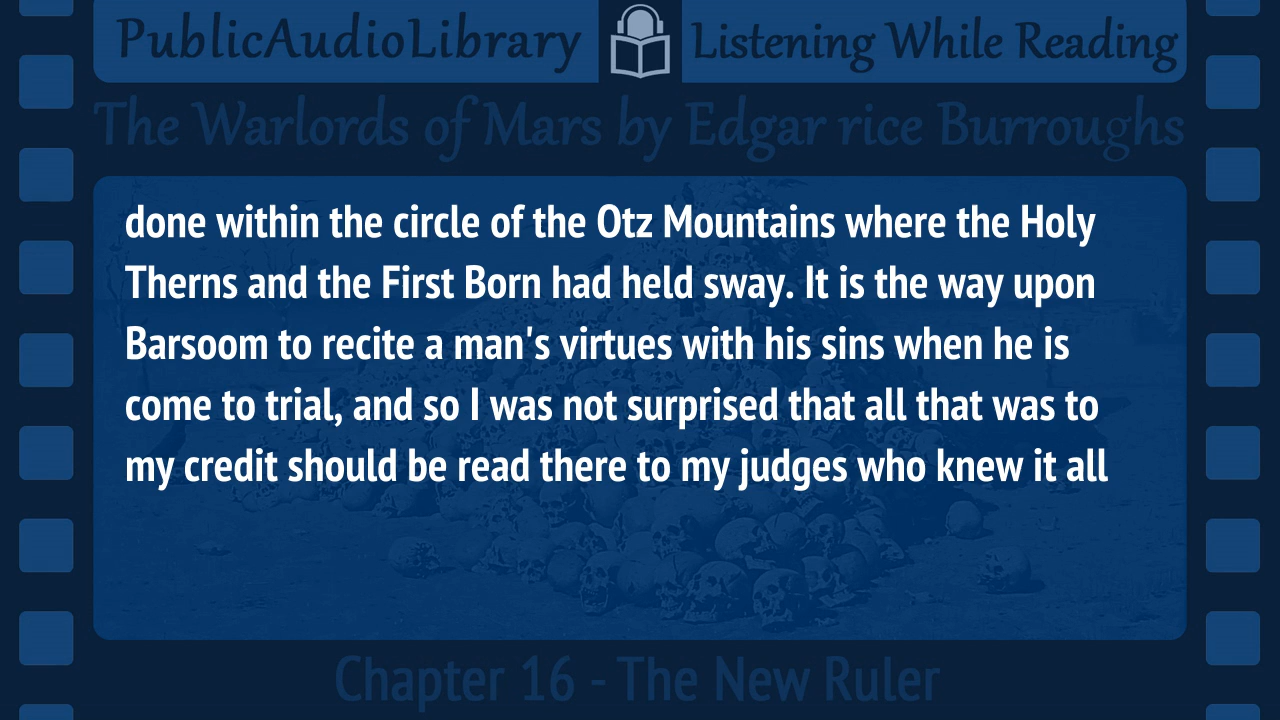 PublicAudioLibrary Listening While Reading
The Warlords of Mars by Edgar rice Burroughs
done within the circle of the Otz Mountains where the Holy
Therns and the First Born had held sway. It is the way upon
Barsoom to recite a man's virtues with his sins when he is
come to trial, and so I was not surprised that all that was to
my credit should be read there to my judges who knew it all
Chapter 16 - The New Ruler